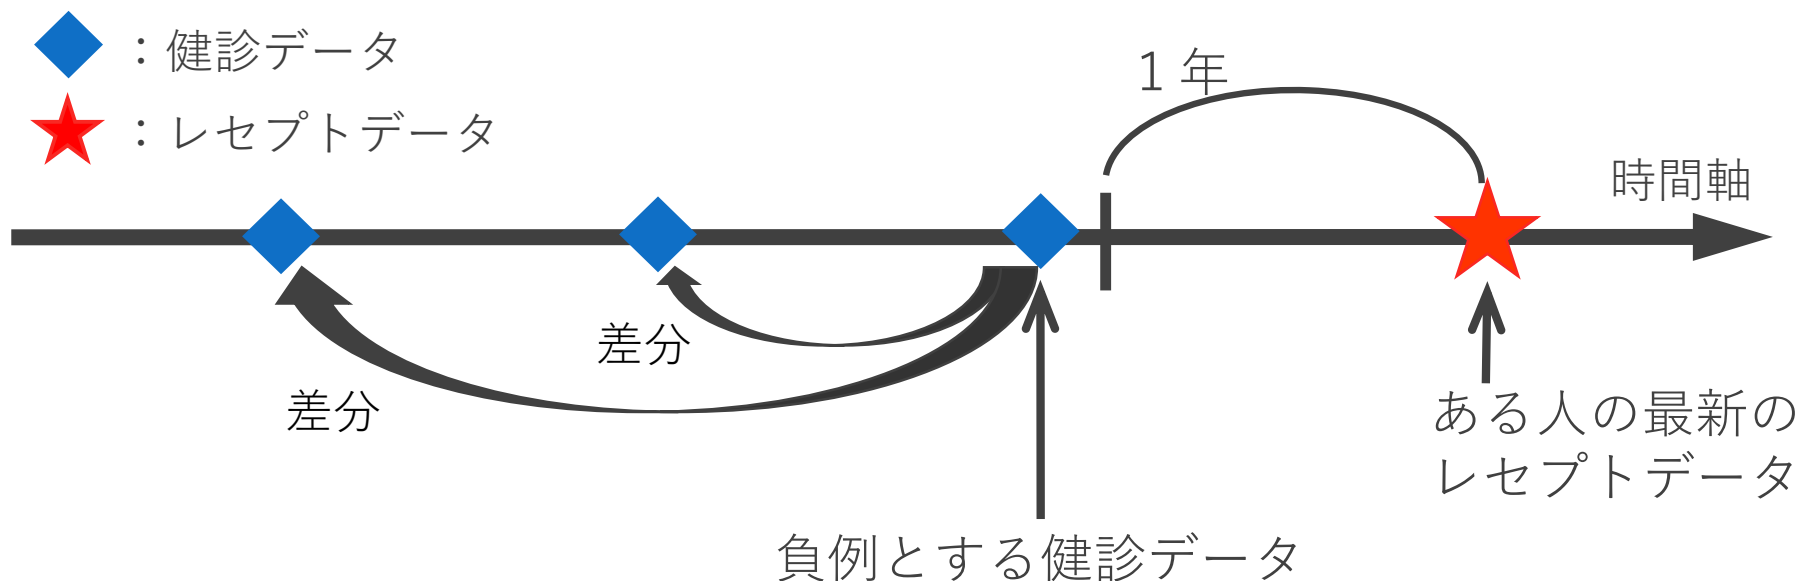 ：健診データ
：レセプトデータ
１年
時間軸
差分
差分
ある人の最新の
レセプトデータ
負例とする健診データ